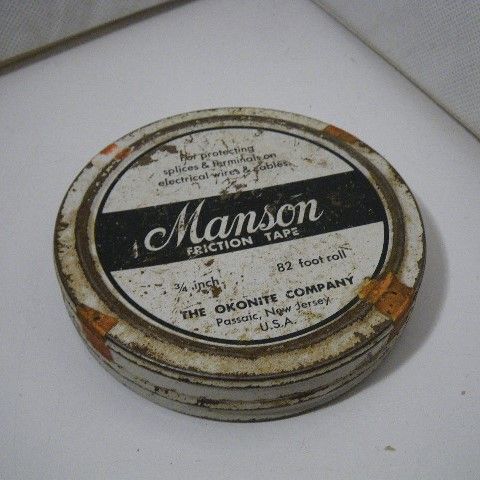 For protecting
splices & terminals on
electrical wires & cables.
Manson
FRICTION TAPE
3/4 inch 82 foot roll
THE OKONITE COMPANY
Passaic, New Jersey
U.S.A.